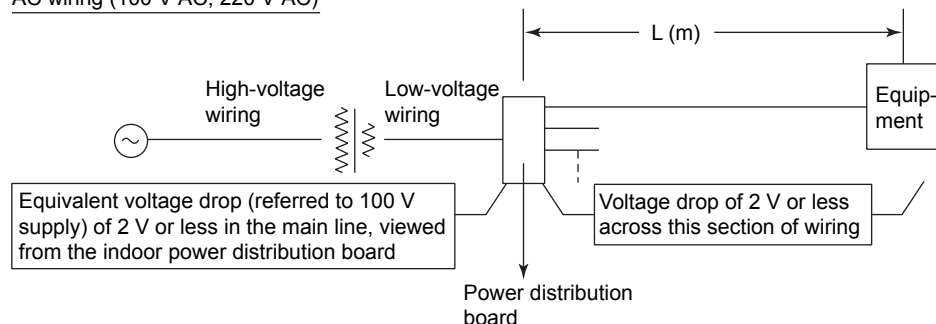 AC wiring (100 V AC, 220 V AC)
L (m)
High-voltage
wiring
Low-voltage
wiring
Equip-
ment
~
Equivalent voltage drop (referred to 100 V
supply) of 2 V or less in the main line, viewed
from the indoor power distribution board
Voltage drop of 2 V or less
across this section of wiring
Power distribution
board